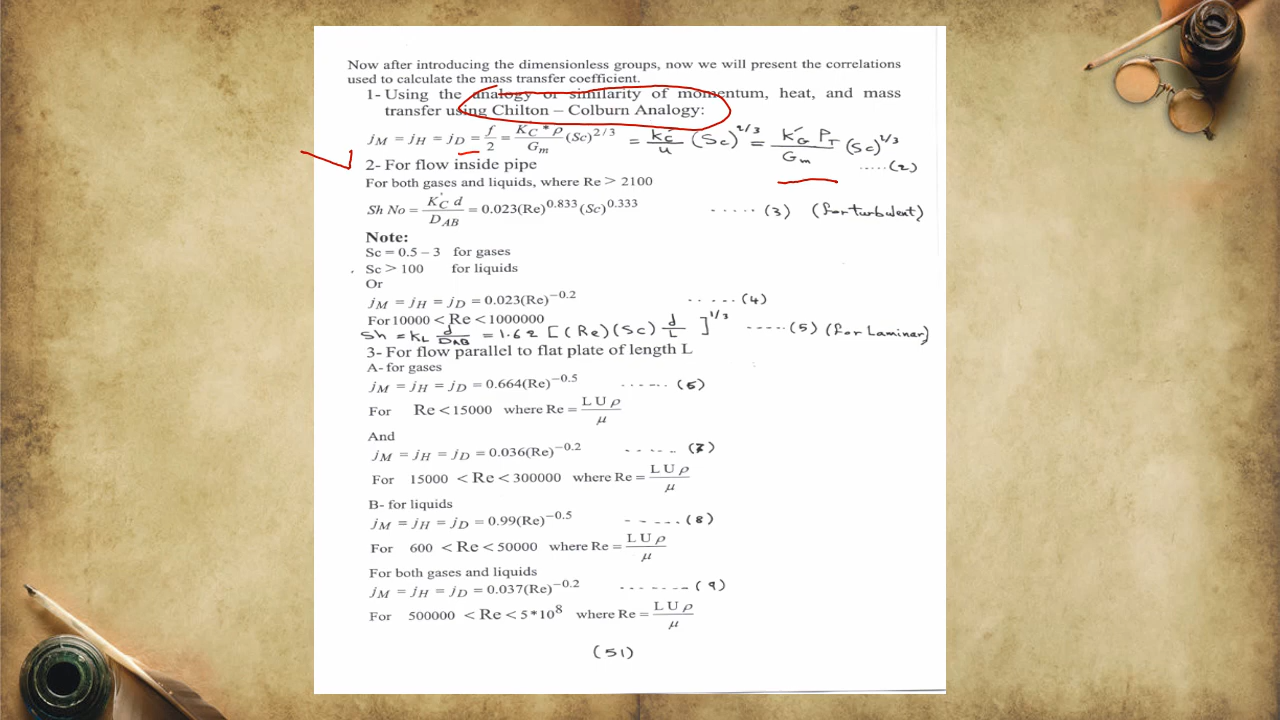 Now after introducing the dimensionless groups, now we will present the correlations
used to calculate the mass transfer coefficient.
1- Using the analogy or similarity of momentum, heat, and mass
transfer using Chilton – Colburn Analogy:
j_M = j_H = j_D = f/2 = (K_C' * ρ / G_m) (Sc)^2/3 = (k_C'/u) (Sc)^2/3 = (K_G' P_T / G_m) (Sc)^2/3 .....(2)
2- For flow inside pipe
For both gases and liquids, where Re > 2100
Sh No = K_C' d / D_AB = 0.023(Re)^0.833 (Sc)^0.333 ..... (3) (for turbulent)
Note:
Sc = 0.5 – 3 for gases
Sc > 100 for liquids
Or
j_M = j_H = j_D = 0.023(Re)^−0.2 ..... (4)
For 10000 < Re < 1000000
Sh = K_L d/D_AB = 1.62 [(Re)(Sc) d/L]^1/3 ..... (5) (for Laminar)
3- For flow parallel to flat plate of length L
A- for gases
j_M = j_H = j_D = 0.664(Re)^−0.5 ......
For Re < 15000 where Re = L U ρ / μ
And
j_M = j_H = j_D = 0.036(Re)^−0.2 ..... (7)
For 15000 < Re < 300000 where Re = L U ρ / μ
B- for liquids
j_M = j_H = j_D = 0.99(Re)^−0.5 ..... (8)
For 600 < Re < 50000 where Re = L U ρ / μ
For both gases and liquids
j_M = j_H = j_D = 0.037(Re)^−0.2 ....... (9)
For 500000 < Re < 5*10^8 where Re = L U ρ / μ
(51)